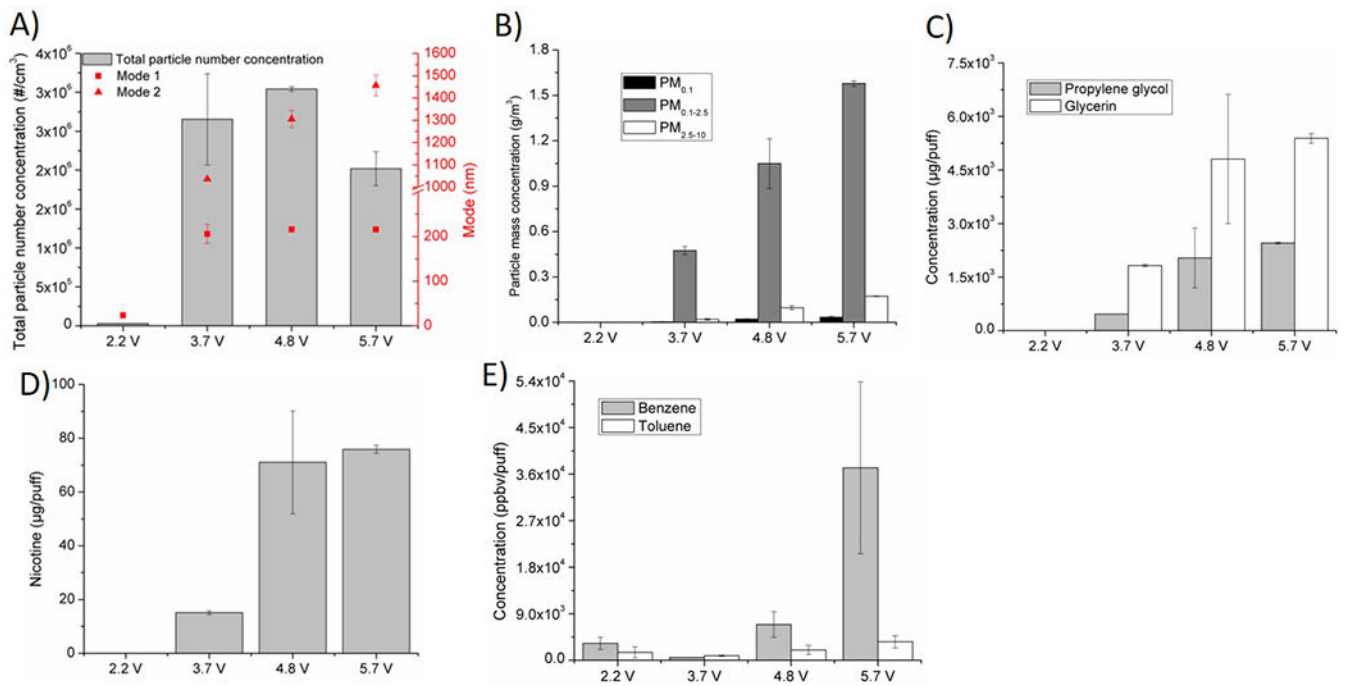 A)
Total particle number concentration (#/cm³)
4x10⁶
3x10⁶
3x10⁶
2x10⁶
2x10⁶
1x10⁶
5x10⁵
0
Total particle number concentration
Mode 1
Mode 2
1600
1500
1400
1300
1200
1100
1000
200
100
0
Mode (nm)
2.2 V 3.7 V 4.8 V 5.7 V
B)
Particle mass concentration (g/m³)
1.8
1.5
1.2
0.9
0.6
0.3
0.0
PM0.1
PM0.1-2.5
PM2.5-10
2.2 V 3.7 V 4.8 V 5.7 V
C)
Concentration (µg/puff)
7.5x10³
6.0x10³
4.5x10³
3.0x10³
1.5x10³
0.0
Propylene glycol
Glycerin
2.2 V 3.7 V 4.8 V 5.7 V
D)
Nicotine (µg/puff)
100
80
60
40
20
0
2.2 V 3.7 V 4.8 V 5.7 V
E)
Concentration (ppbv/puff)
5.4x10⁴
4.5x10⁴
3.6x10⁴
2.7x10⁴
1.8x10⁴
9.0x10³
0.0
Benzene
Toluene
2.2 V 3.7 V 4.8 V 5.7 V